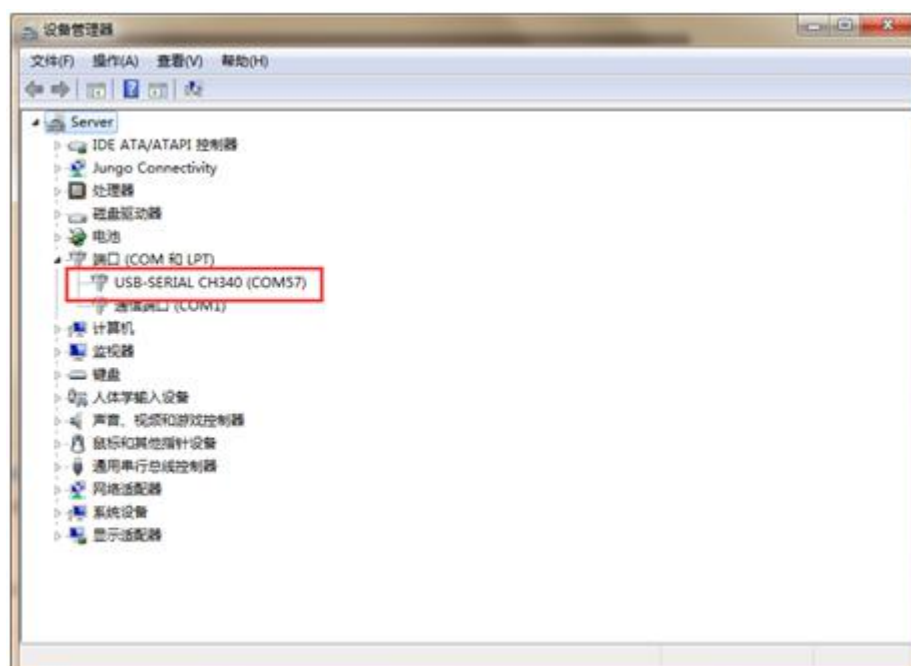 设备管理器
文件(F) 操作(A) 查看(V) 帮助(H)
Server
IDE ATA/ATAPI 控制器
Jungo Connectivity
处理器
磁盘驱动器
电池
端口 (COM 和 LPT)
USB-SERIAL CH340 (COM57)
通信端口 (COM1)
计算机
监视器
键盘
人体学输入设备
声音、视频和游戏控制器
鼠标和其他指针设备
通用串行总线控制器
网络适配器
系统设备
显示适配器